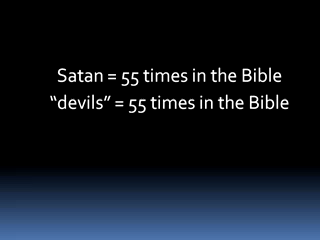 Satan = 55 times in the Bible
“devils” = 55 times in the Bible